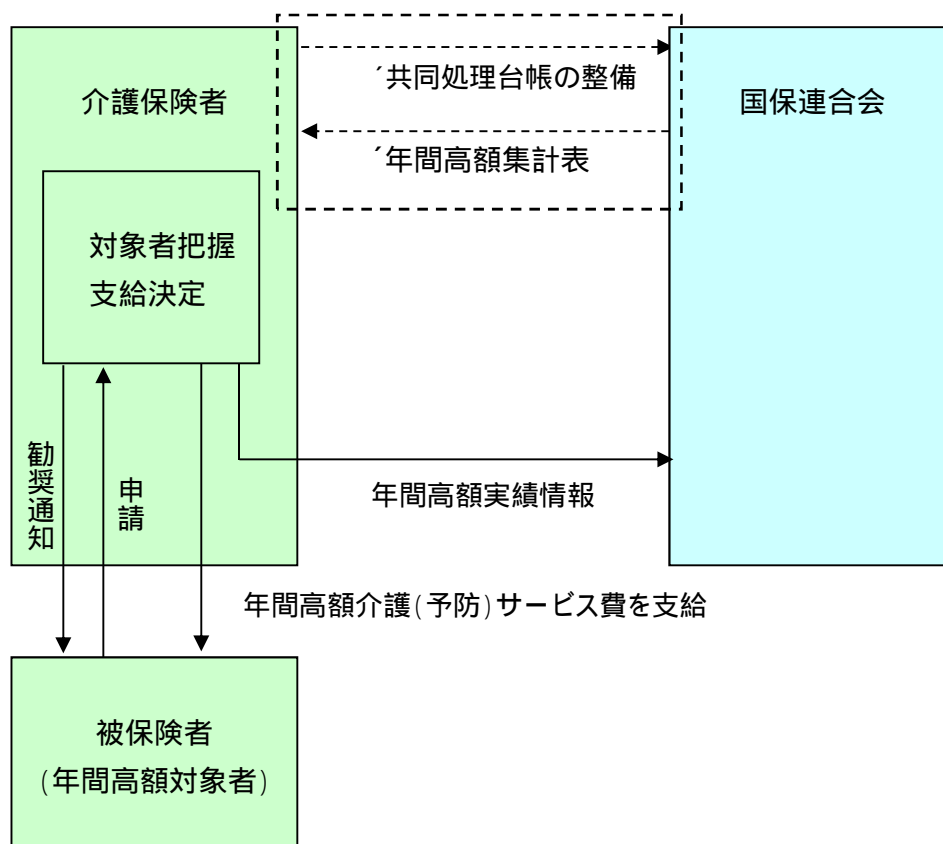 介護保険者
´共同処理台帳の整備
国保連合会
´年間高額集計表
対象者把握
支給決定
勧奨通知
申請
年間高額実績情報
年間高額介護(予防)サービス費を支給
被保険者
(年間高額対象者)